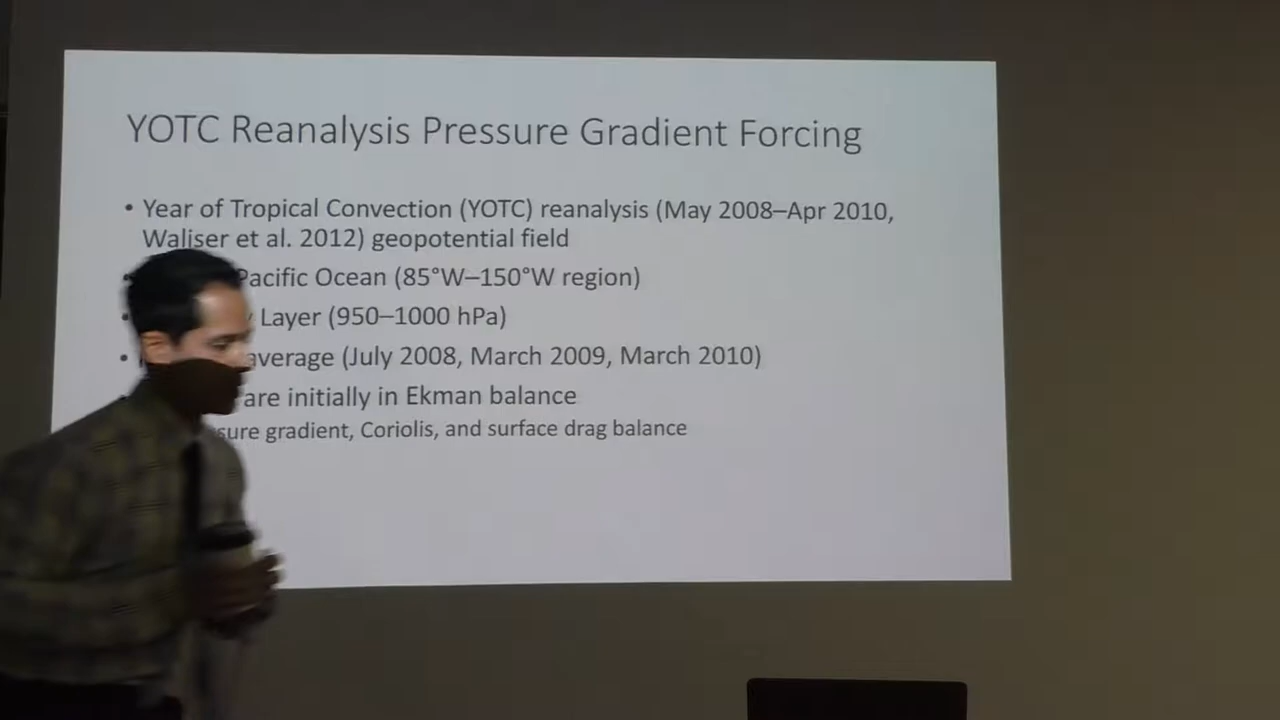 YOTC Reanalysis Pressure Gradient Forcing
• Year of Tropical Convection (YOTC) reanalysis (May 2008–Apr 2010,
Waliser et al. 2012) geopotential field
Pacific Ocean (85°W–150°W region)
Layer (950–1000 hPa)
average (July 2008, March 2009, March 2010)
are initially in Ekman balance
gradient, Coriolis, and surface drag balance